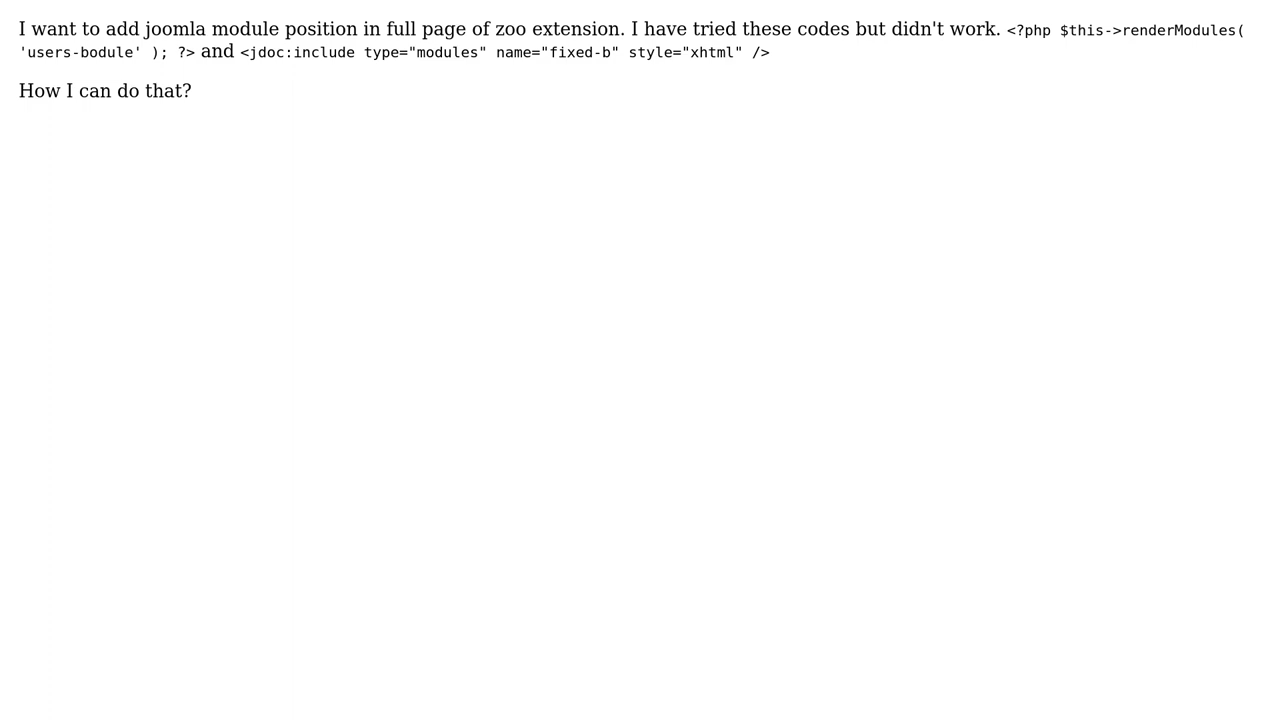 I want to add joomla module position in full page of zoo extension. I have tried these codes but didn't work. <?php $this->renderModules(
'users-bodule' ); ?> and <jdoc:include type="modules" name="fixed-b" style="xhtml" />
How I can do that?